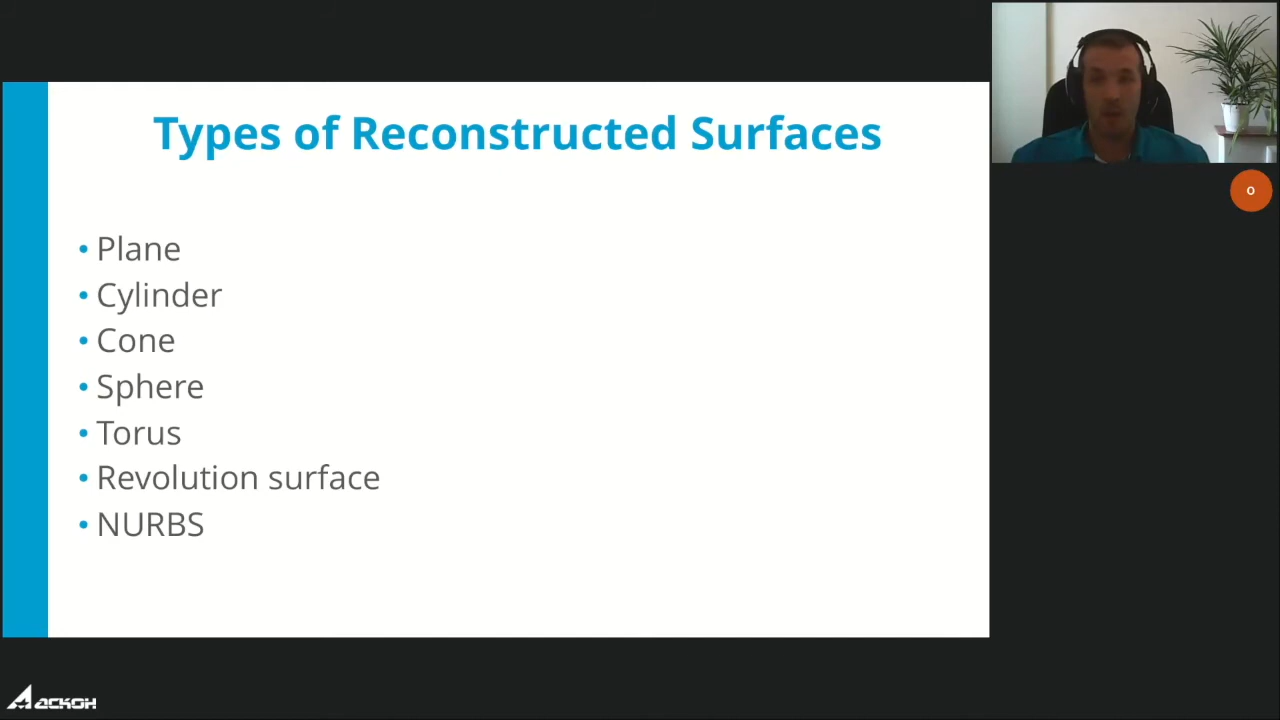 Types of Reconstructed Surfaces
• Plane
• Cylinder
• Cone
• Sphere
• Torus
• Revolution surface
• NURBS
O
АСКОН